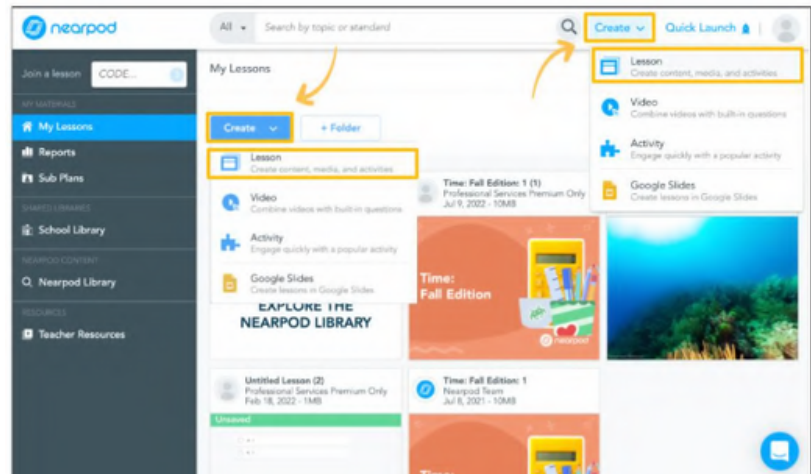 nearpod
All
Search by topic or standard
Create
Quick Launch
Join a lesson
CODE...
MY MATERIALS
My Lessons
Reports
Sub Plans
SHARED LIBRARIES
School Library
NEARPOD CONTENT
Nearpod Library
RESOURCES
Teacher Resources
My Lessons
Create
+ Folder
Lesson
Create content, media, and activities
Video
Combine videos with built-in questions
Activity
Engage quickly with a popular activity
Google Slides
Create lessons in Google Slides
EXPLORE THE
NEARPOD LIBRARY
Time: Fall Edition: 1 (1)
Professional Services Premium Only
Jul 9, 2022 - 10MB
Time:
Fall Edition
nearpod
Lesson
Create content, media, and activities
Video
Combine videos with built-in questions
Activity
Engage quickly with a popular activity
Google Slides
Create lessons in Google Slides
Untitled Lesson (2)
Professional Services Premium Only
Feb 18, 2022 - 1MB
Unsaved
Time: Fall Edition: 1
Nearpod Team
Jul 8, 2021 - 10MB
Time: